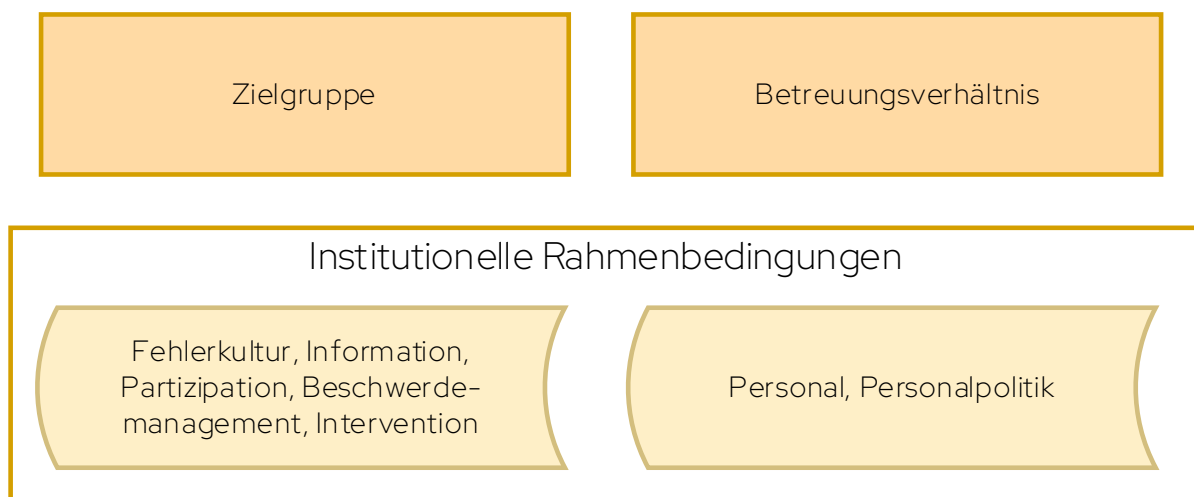 Zielgruppe
Betreuungsverhältnis
Institutionelle Rahmenbedingungen
Fehlerkultur, Information,
Partizipation, Beschwerde-
management, Intervention
Personal, Personalpolitik